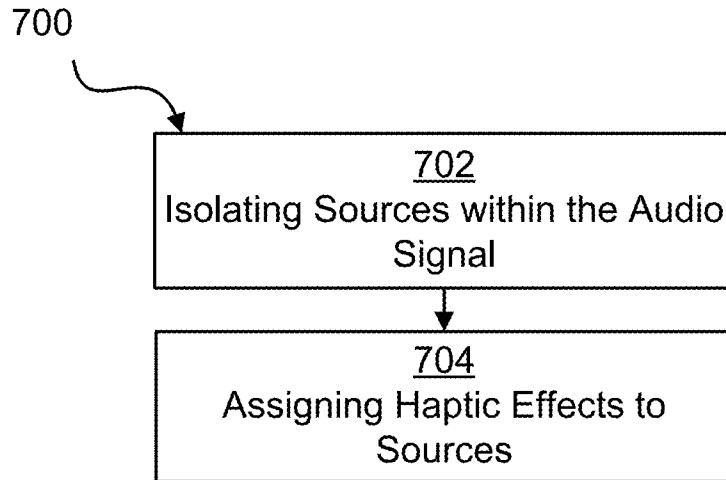 700
702
Isolating Sources within the Audio
Signal
704
Assigning Haptic Effects to
Sources